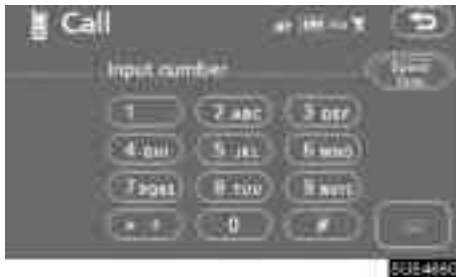 Call
Input number
Speed
1 2 ABC 3 DEF
4 GHI 5 JKL 6 MNO
7 PQRS 8 TUV 9 WXYZ
* + 0 #